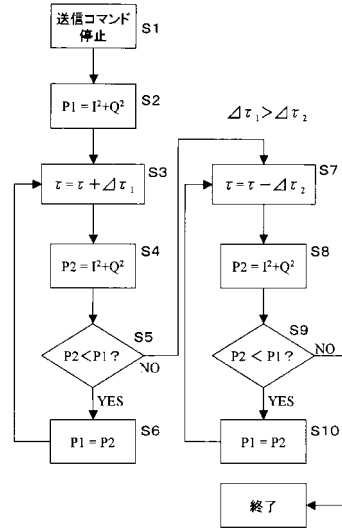 送信コマンド
停止
S1
P1 = I²+Q²
S2
τ = τ + Δτ₁
S3
P2 = I²+Q²
S4
P2<P1?
S5
NO
YES
P1 = P2
S6
Δτ₁>Δτ₂
τ = τ − Δτ₂
S7
P2 = I²+Q²
S8
P2 < P1?
S9
NO
YES
P1 = P2
S10
終了